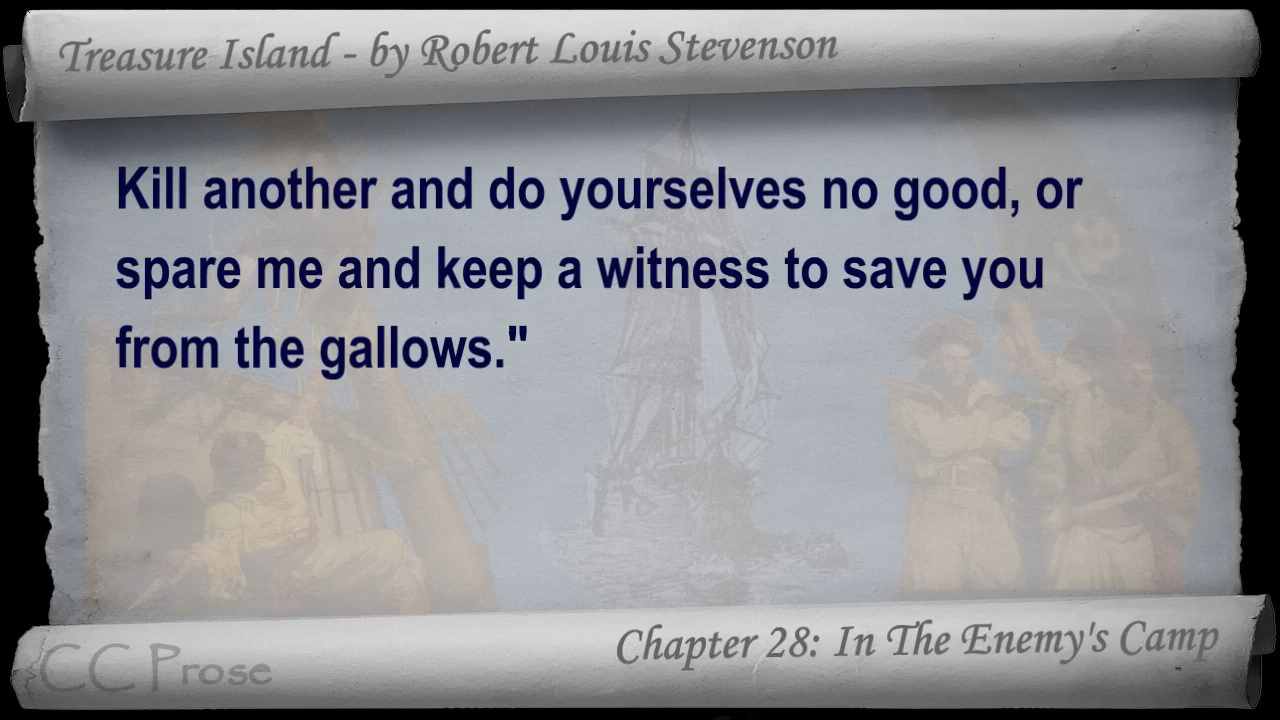 Treasure Island - by Robert Louis Stevenson
Kill another and do yourselves no good, or
spare me and keep a witness to save you
from the gallows."
Chapter 28: In The Enemy's Camp
CC Prose